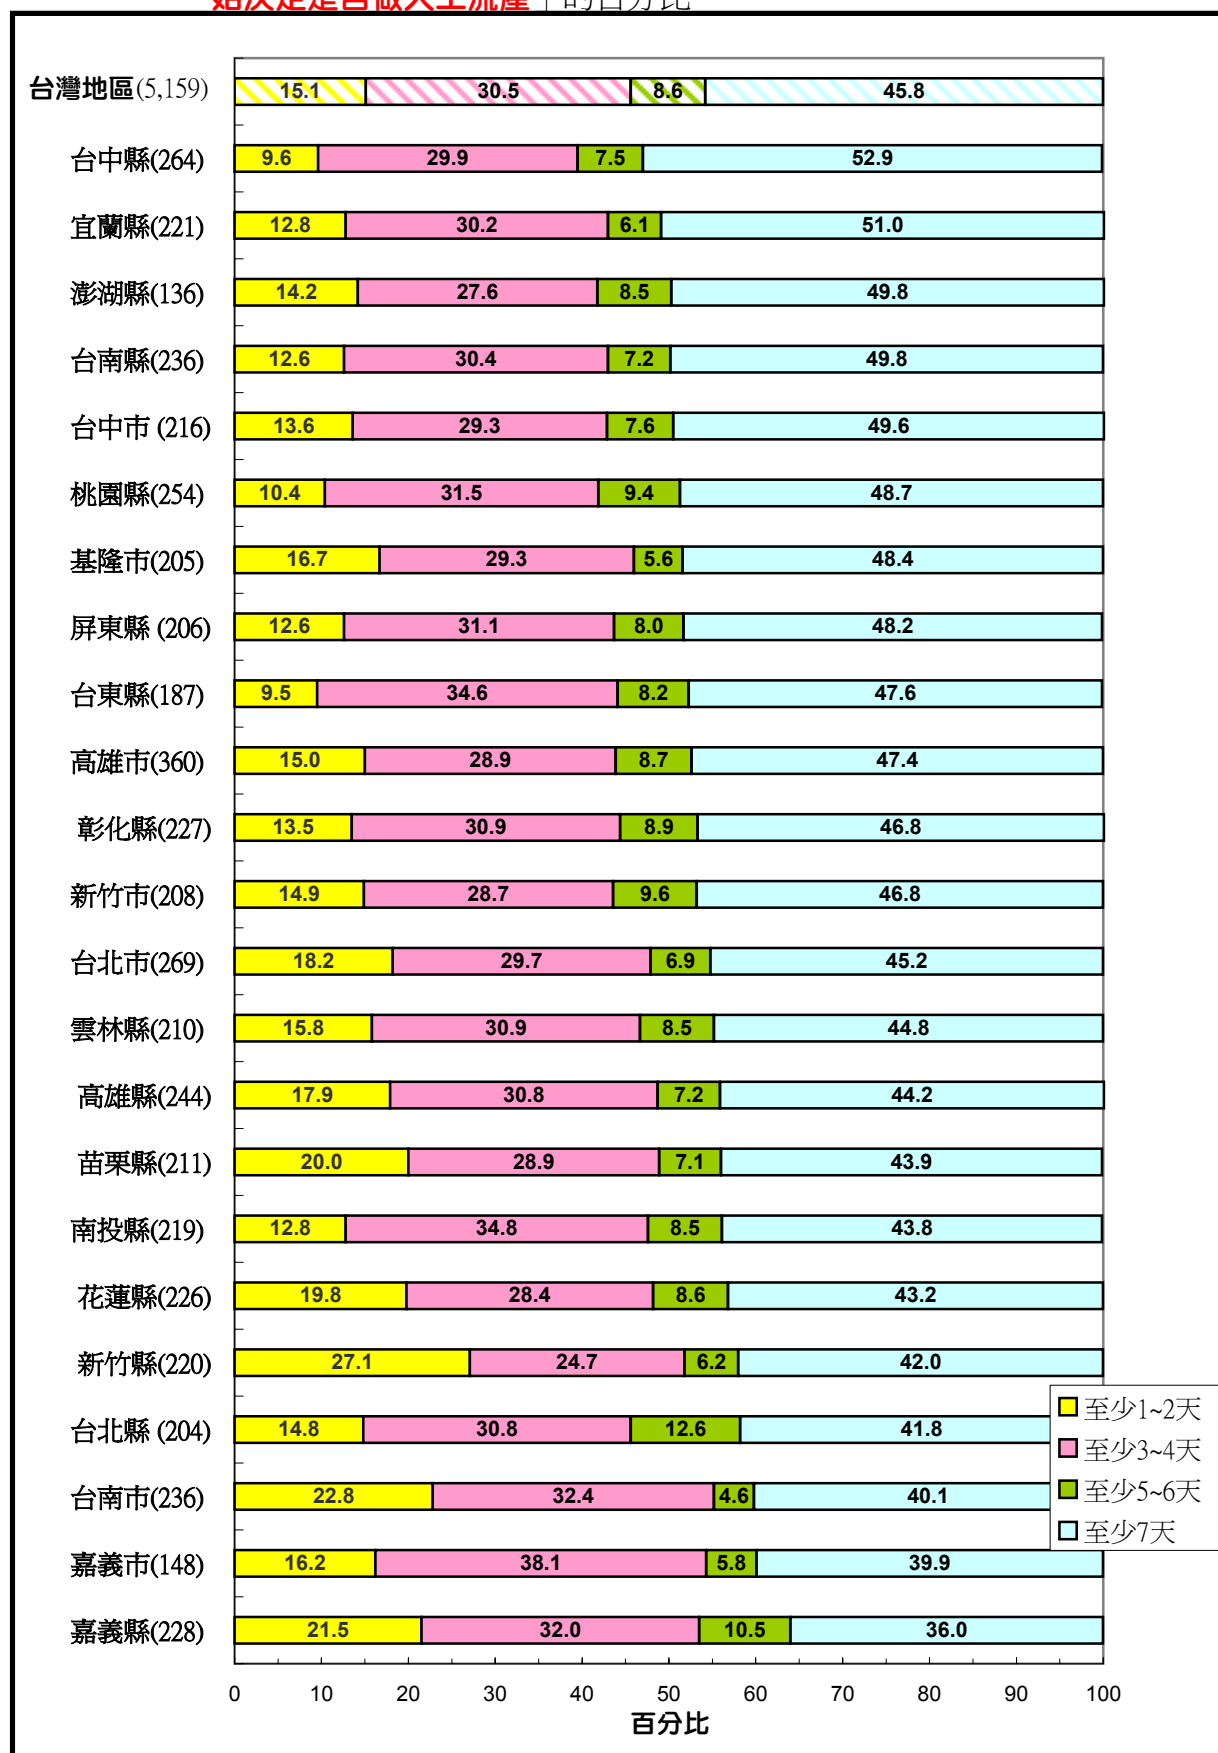 始決定是否做人工流產」的百分比
台灣地區(5,159) 15.1 30.5 8.6 45.8
台中縣(264) 9.6 29.9 7.5 52.9
宜蘭縣(221) 12.8 30.2 6.1 51.0
澎湖縣(136) 14.2 27.6 8.5 49.8
台南縣(236) 12.6 30.4 7.2 49.8
台中市 (216) 13.6 29.3 7.6 49.6
桃園縣(254) 10.4 31.5 9.4 48.7
基隆市(205) 16.7 29.3 5.6 48.4
屏東縣 (206) 12.6 31.1 8.0 48.2
台東縣(187) 9.5 34.6 8.2 47.6
高雄市(360) 15.0 28.9 8.7 47.4
彰化縣(227) 13.5 30.9 8.9 46.8
新竹市(208) 14.9 28.7 9.6 46.8
台北市(269) 18.2 29.7 6.9 45.2
雲林縣(210) 15.8 30.9 8.5 44.8
高雄縣(244) 17.9 30.8 7.2 44.2
苗栗縣(211) 20.0 28.9 7.1 43.9
南投縣(219) 12.8 34.8 8.5 43.8
花蓮縣(226) 19.8 28.4 8.6 43.2
新竹縣(220) 27.1 24.7 6.2 42.0
台北縣 (204) 14.8 30.8 12.6 41.8
台南市(236) 22.8 32.4 4.6 40.1
嘉義市(148) 16.2 38.1 5.8 39.9
嘉義縣(228) 21.5 32.0 10.5 36.0
至少1~2天
至少3~4天
至少5~6天
至少7天
0 10 20 30 40 50 60 70 80 90 100
百分比